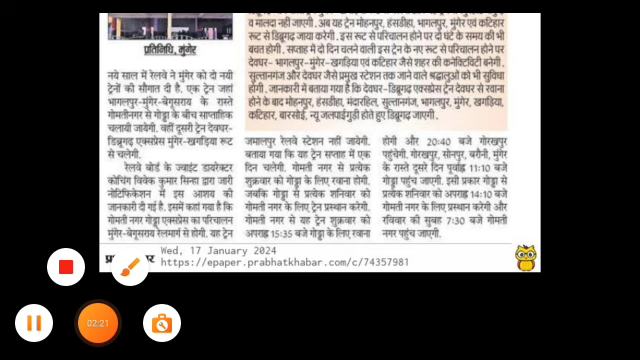 व मालदा नहीं जाएगी. अब यह ट्रेन मोहनपुर, हंसडीहा, भागलपुर, मुंगेर एवं कटिहार
रूट से डिब्रूगढ़ जाया करेगी. इस रूट से परिचालन होने पर दो घंटे के समय की भी
बचत होगी. सप्ताह में दो दिन चलने वाली इस ट्रेन के नए रूट से परिचालन होने पर
देवघर- भागलपुर-मुंगेर-खगड़िया एवं कटिहार जैसे शहर की कनेक्टिविटी बनेगी.
सुल्तानगंज और देवघर जैसे प्रमुख स्टेशन तक जाने वाले श्रद्धालुओं को भी सुविधा
होगी. जानकारी में बताया गया है कि देवघर-डिब्रूगढ़ एक्सप्रेस ट्रेन देवघर से रवाना
होने के बाद मोहनपुर, हंसडीहा, मंदारहिल, सुल्तानगंज, भागलपुर, मुंगेर, खगड़िया,
कटिहार, बारसोई, न्यू जलपाईगुड़ी होते हुए डिब्रूगढ़ जाएगी.
प्रतिनिधि, मुंगेर
नये साल में रेलवे ने मुंगेर को दो नयी
ट्रेनों की सौगात दी है. एक ट्रेन जहां
भागलपुर-मुंगेर-बेगूसराय के रास्ते
गोमतीनगर से गोड्डा के बीच साप्ताहिक
चलायी जायेगी. वहीं दूसरी ट्रेन देवघर-
डिब्रूगढ़ एक्सप्रेस मुंगेर-खगड़िया रूट
से चलेगी.
रेलवे बोर्ड के ज्वाइंट डायरेक्टर
कोचिंग विवेक कुमार सिन्हा द्वारा जारी
नोटिफिकेशन में इस आशय की
जानकारी दी गई है. इसमें कहा गया है कि
गोमती नगर गोड्डा एक्सप्रेस का परिचालन
मुंगेर-बेगूसराय रेलमार्ग से होगी. यह ट्रेन
जमालपुर रेलवे स्टेशन नहीं जायेगी.
बताया गया कि यह ट्रेन सप्ताह में एक
दिन चलेगी. गोमती नगर से प्रत्येक
शुक्रवार को गोड्डा के लिए रवाना होगी.
जबकि गोड्डा से प्रत्येक शनिवार को
गोमती नगर के लिए ट्रेन प्रस्थान करेगी.
गोमती नगर से यह ट्रेन शुक्रवार को
अपराह्न 15:35 बजे गोड्डा के लिए रवाना
होगी और 20:40 बजे गोरखपुर
पहुंचेगी. गोरखपुर, सोनपुर, बरौनी, मुंगेर
के रास्ते दूसरे दिन पूर्वाह्न 11:10 बजे
गोड्डा पहुंच जाएगी. इसी प्रकार गोड्डा से
प्रत्येक शनिवार को अपराह्न 14:10 बजे
गोमती नगर के लिए प्रस्थान करेगी और
रविवार की सुबह 7:30 बजे गोमती
नगर पहुंच जाएगी.
Wed, 17 January 2024
https://epaper.prabhatkhabar.com/c/74357981
02:21